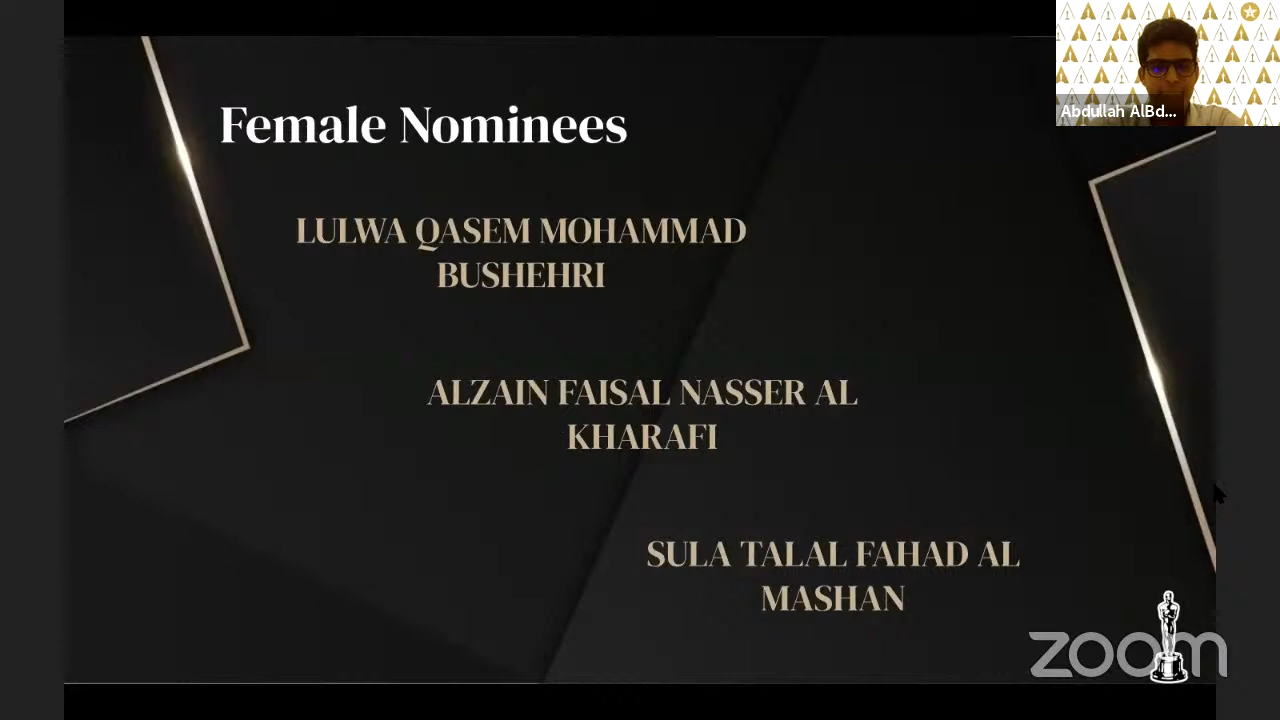 Female Nominees
LULWA QASEM MOHAMMAD
BUSHEHRI
ALZAIN FAISAL NASSER AL
KHARAFI
SULA TALAL FAHAD AL
MASHAN
Abdullah AlBd...
zoom